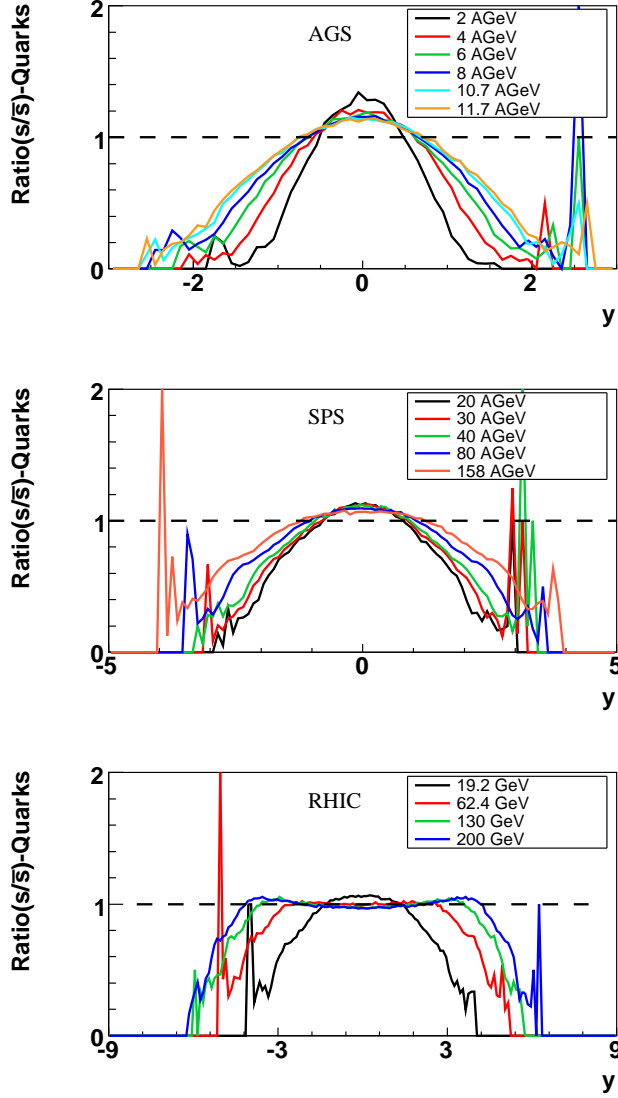 Ratio(s/s̅)-Quarks
2
1
0
AGS
2 AGeV
4 AGeV
6 AGeV
8 AGeV
10.7 AGeV
11.7 AGeV
-2 0 2
y
Ratio(s/s̅)-Quarks
2
1
0
SPS
20 AGeV
30 AGeV
40 AGeV
80 AGeV
158 AGeV
-5 0 5
y
Ratio(s/s̅)-Quarks
2
1
0
RHIC
19.2 GeV
62.4 GeV
130 GeV
200 GeV
-9 -3 3 9
y